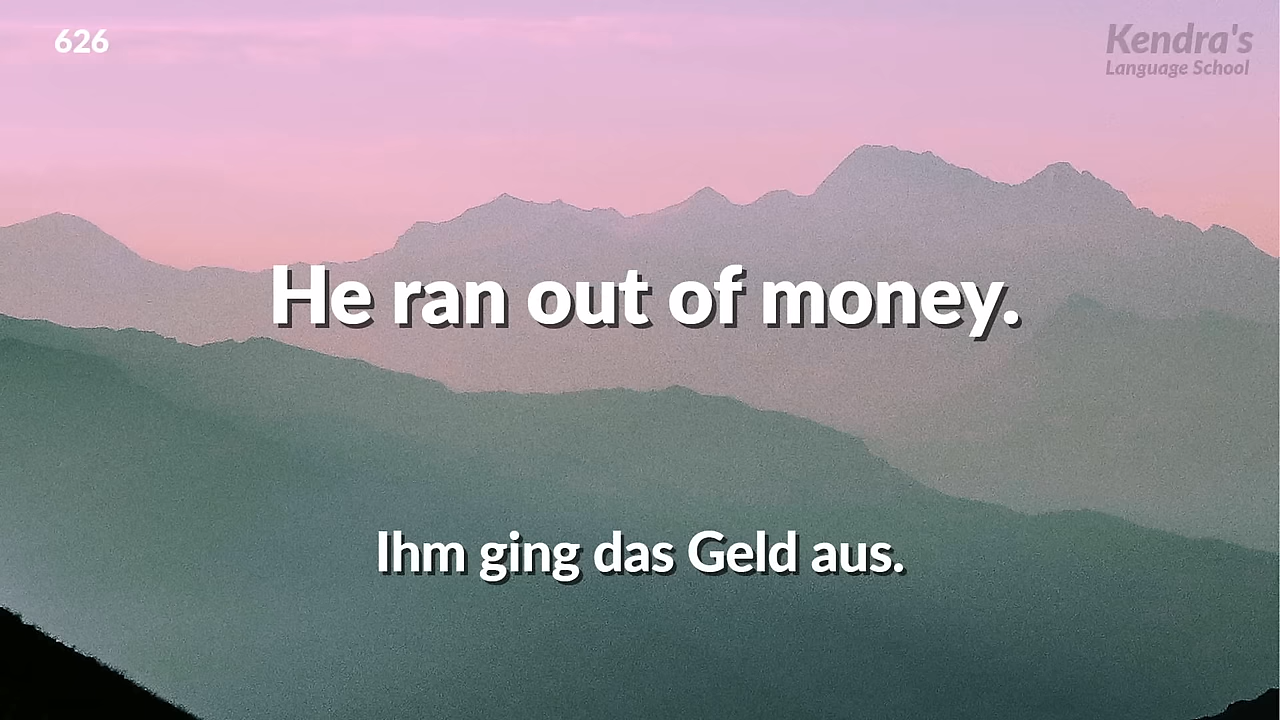 626
Kendra's
Language School
He ran out of money.
Ihm ging das Geld aus.